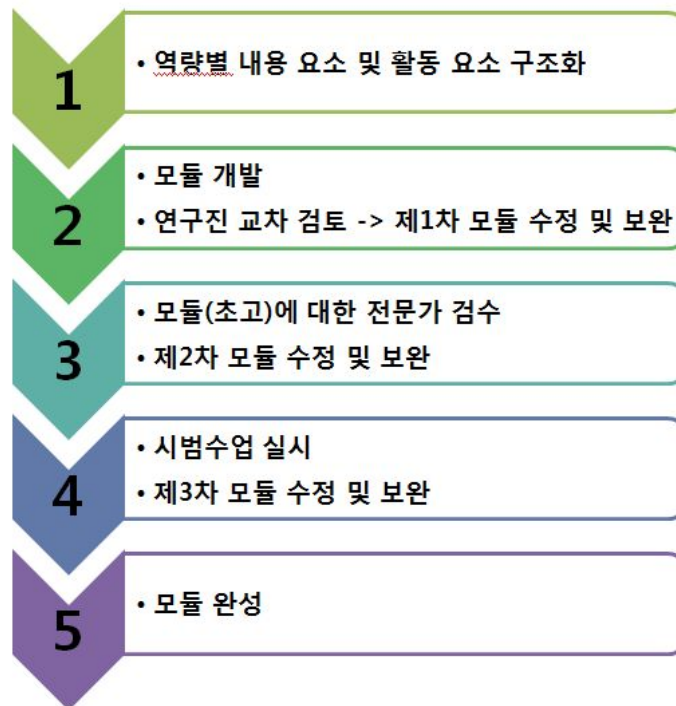 1
• 역량별 내용 요소 및 활동 요소 구조화
2
• 모듈 개발
• 연구진 교차 검토 -> 제1차 모듈 수정 및 보완
3
• 모듈(초고)에 대한 전문가 검수
• 제2차 모듈 수정 및 보완
4
• 시범수업 실시
• 제3차 모듈 수정 및 보완
5
• 모듈 완성